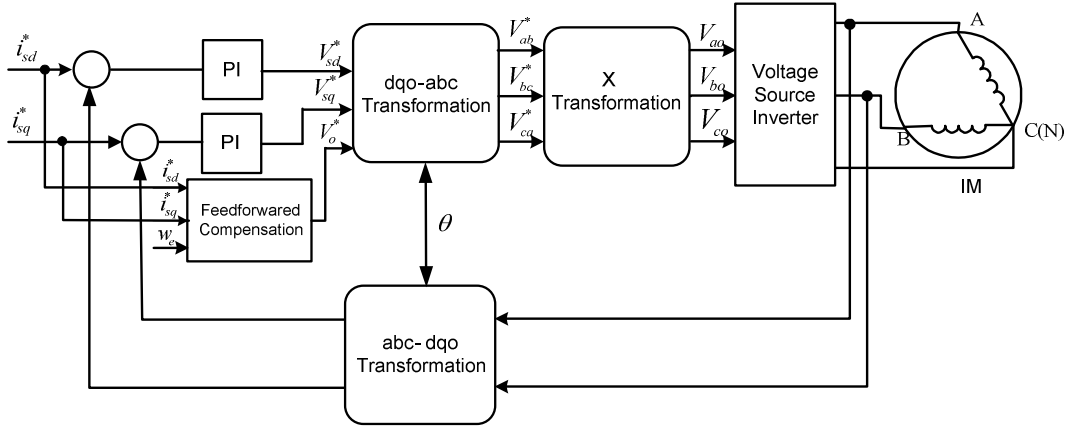 i*sd
PI
V*sd
dqo-abc
Transformation
V*ab
V*bc
V*ca
X
Transformation
Vao
Vbo
Vco
Voltage
Source
Inverter
A
B
C(N)
IM
i*sq
PI
V*sq
V*o
i*sd
i*sq
we
Feedforwared
Compensation
θ
abc- dqo
Transformation